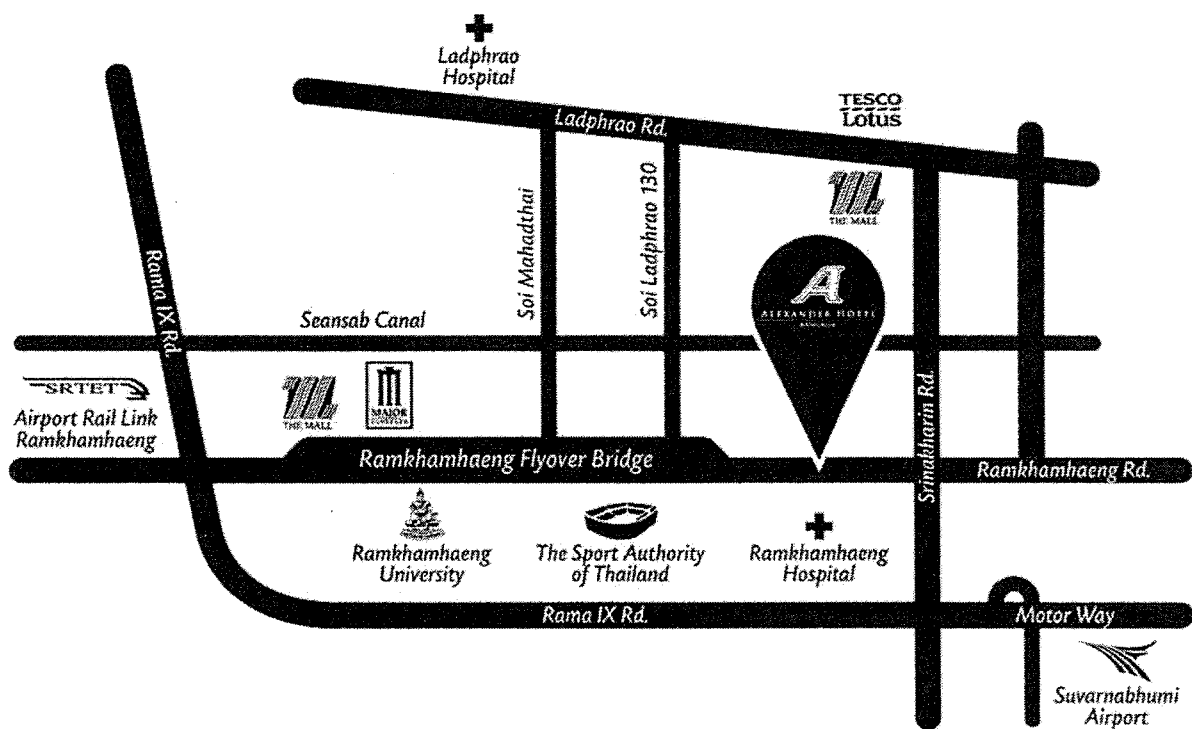 Ladphrao
Hospital
Ladphrao Rd.
TESCO
Lotus
THE MALL
Soi Mahadthai
Soi Ladphrao 130
A
ALEXANDER HOTEL
BANGKOK
Rama IX Rd.
Seansab Canal
SRTET
Airport Rail Link
Ramkhamhaeng
THE MALL
MAJOR
Ramkhamhaeng Flyover Bridge
Srinakharin Rd.
Ramkhamhaeng Rd.
Ramkhamhaeng
University
The Sport Authority
of Thailand
Ramkhamhaeng
Hospital
Rama IX Rd.
Motor Way
Suvarnabhumi
Airport